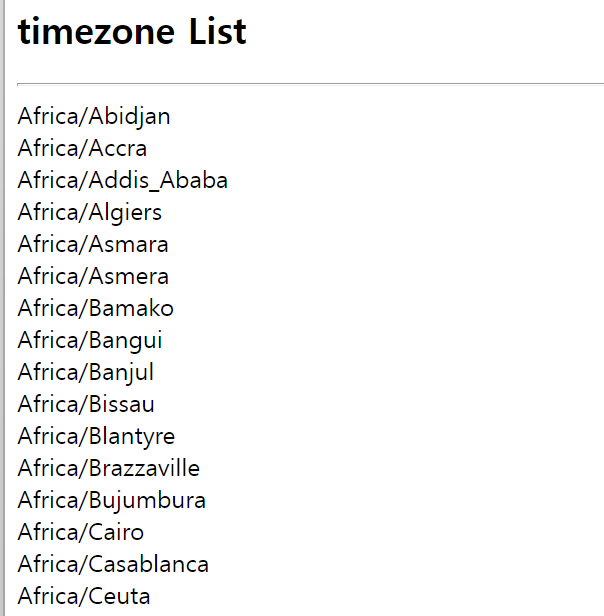 timezone List
Africa/Abidjan
Africa/Accra
Africa/Addis_Ababa
Africa/Algiers
Africa/Asmara
Africa/Asmera
Africa/Bamako
Africa/Bangui
Africa/Banjul
Africa/Bissau
Africa/Blantyre
Africa/Brazzaville
Africa/Bujumbura
Africa/Cairo
Africa/Casablanca
Africa/Ceuta